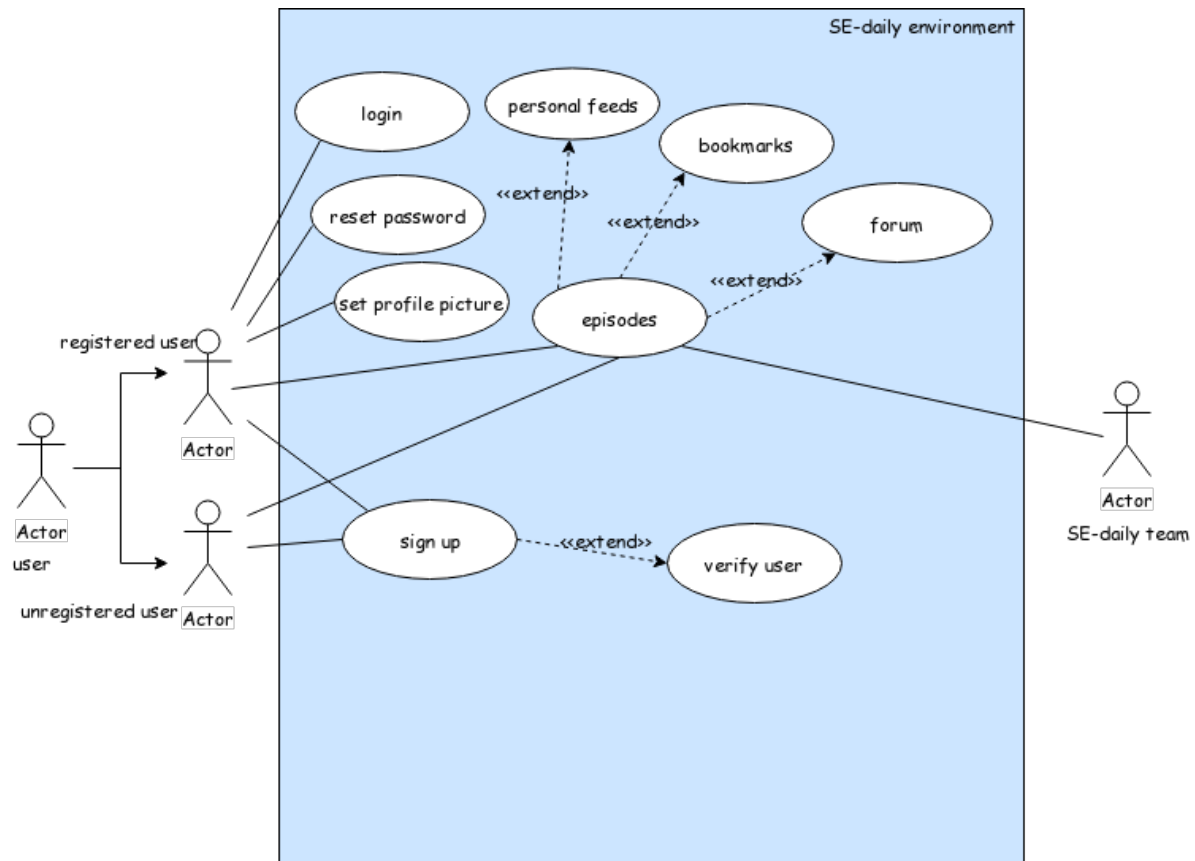 SE-daily environment
login
personal feeds
bookmarks
<<extend>>
reset password
<<extend>>
forum
<<extend>>
set profile picture
episodes
registered user
Actor
Actor
user
Actor
SE-daily team
sign up
<<extend>>
verify user
unregistered user
Actor